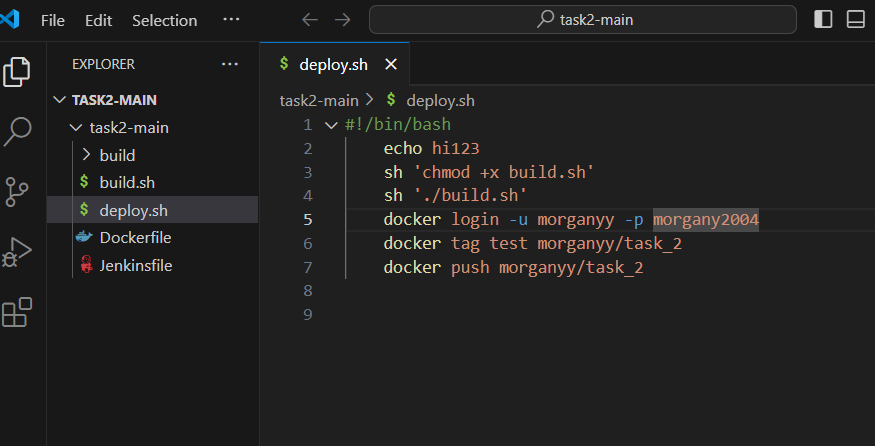 File Edit Selection ··· task2-main
EXPLORER ···
deploy.sh
TASK2-MAIN
task2-main
build
build.sh
deploy.sh
Dockerfile
Jenkinsfile
task2-main > deploy.sh
1 #!/bin/bash
2 echo hi123
3 sh 'chmod +x build.sh'
4 sh './build.sh'
5 docker login -u morganyy -p morgany2004
6 docker tag test morganyy/task_2
7 docker push morganyy/task_2
8
9